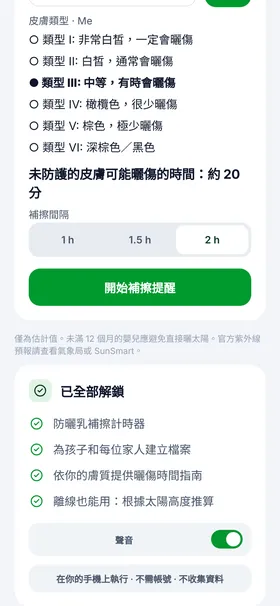 皮膚類型 · Me
類型 I: 非常白皙，一定會曬傷
類型 II: 白皙，通常會曬傷
類型 III: 中等，有時會曬傷
類型 IV: 橄欖色，很少曬傷
類型 V: 棕色，極少曬傷
類型 VI: 深棕色／黑色
未防護的皮膚可能曬傷的時間：約 20
分
補擦間隔
1 h
1.5 h
2 h
開始補擦提醒
僅為估計值。未滿 12 個月的嬰兒應避免直接曬太陽。官方紫外線
預報請查看氣象局或 SunSmart。
已全部解鎖
防曬乳補擦計時器
為孩子和每位家人建立檔案
依你的膚質提供曬傷時間指南
離線也能用：根據太陽高度推算
聲音
在你的手機上執行 · 不需帳號 · 不收集資料